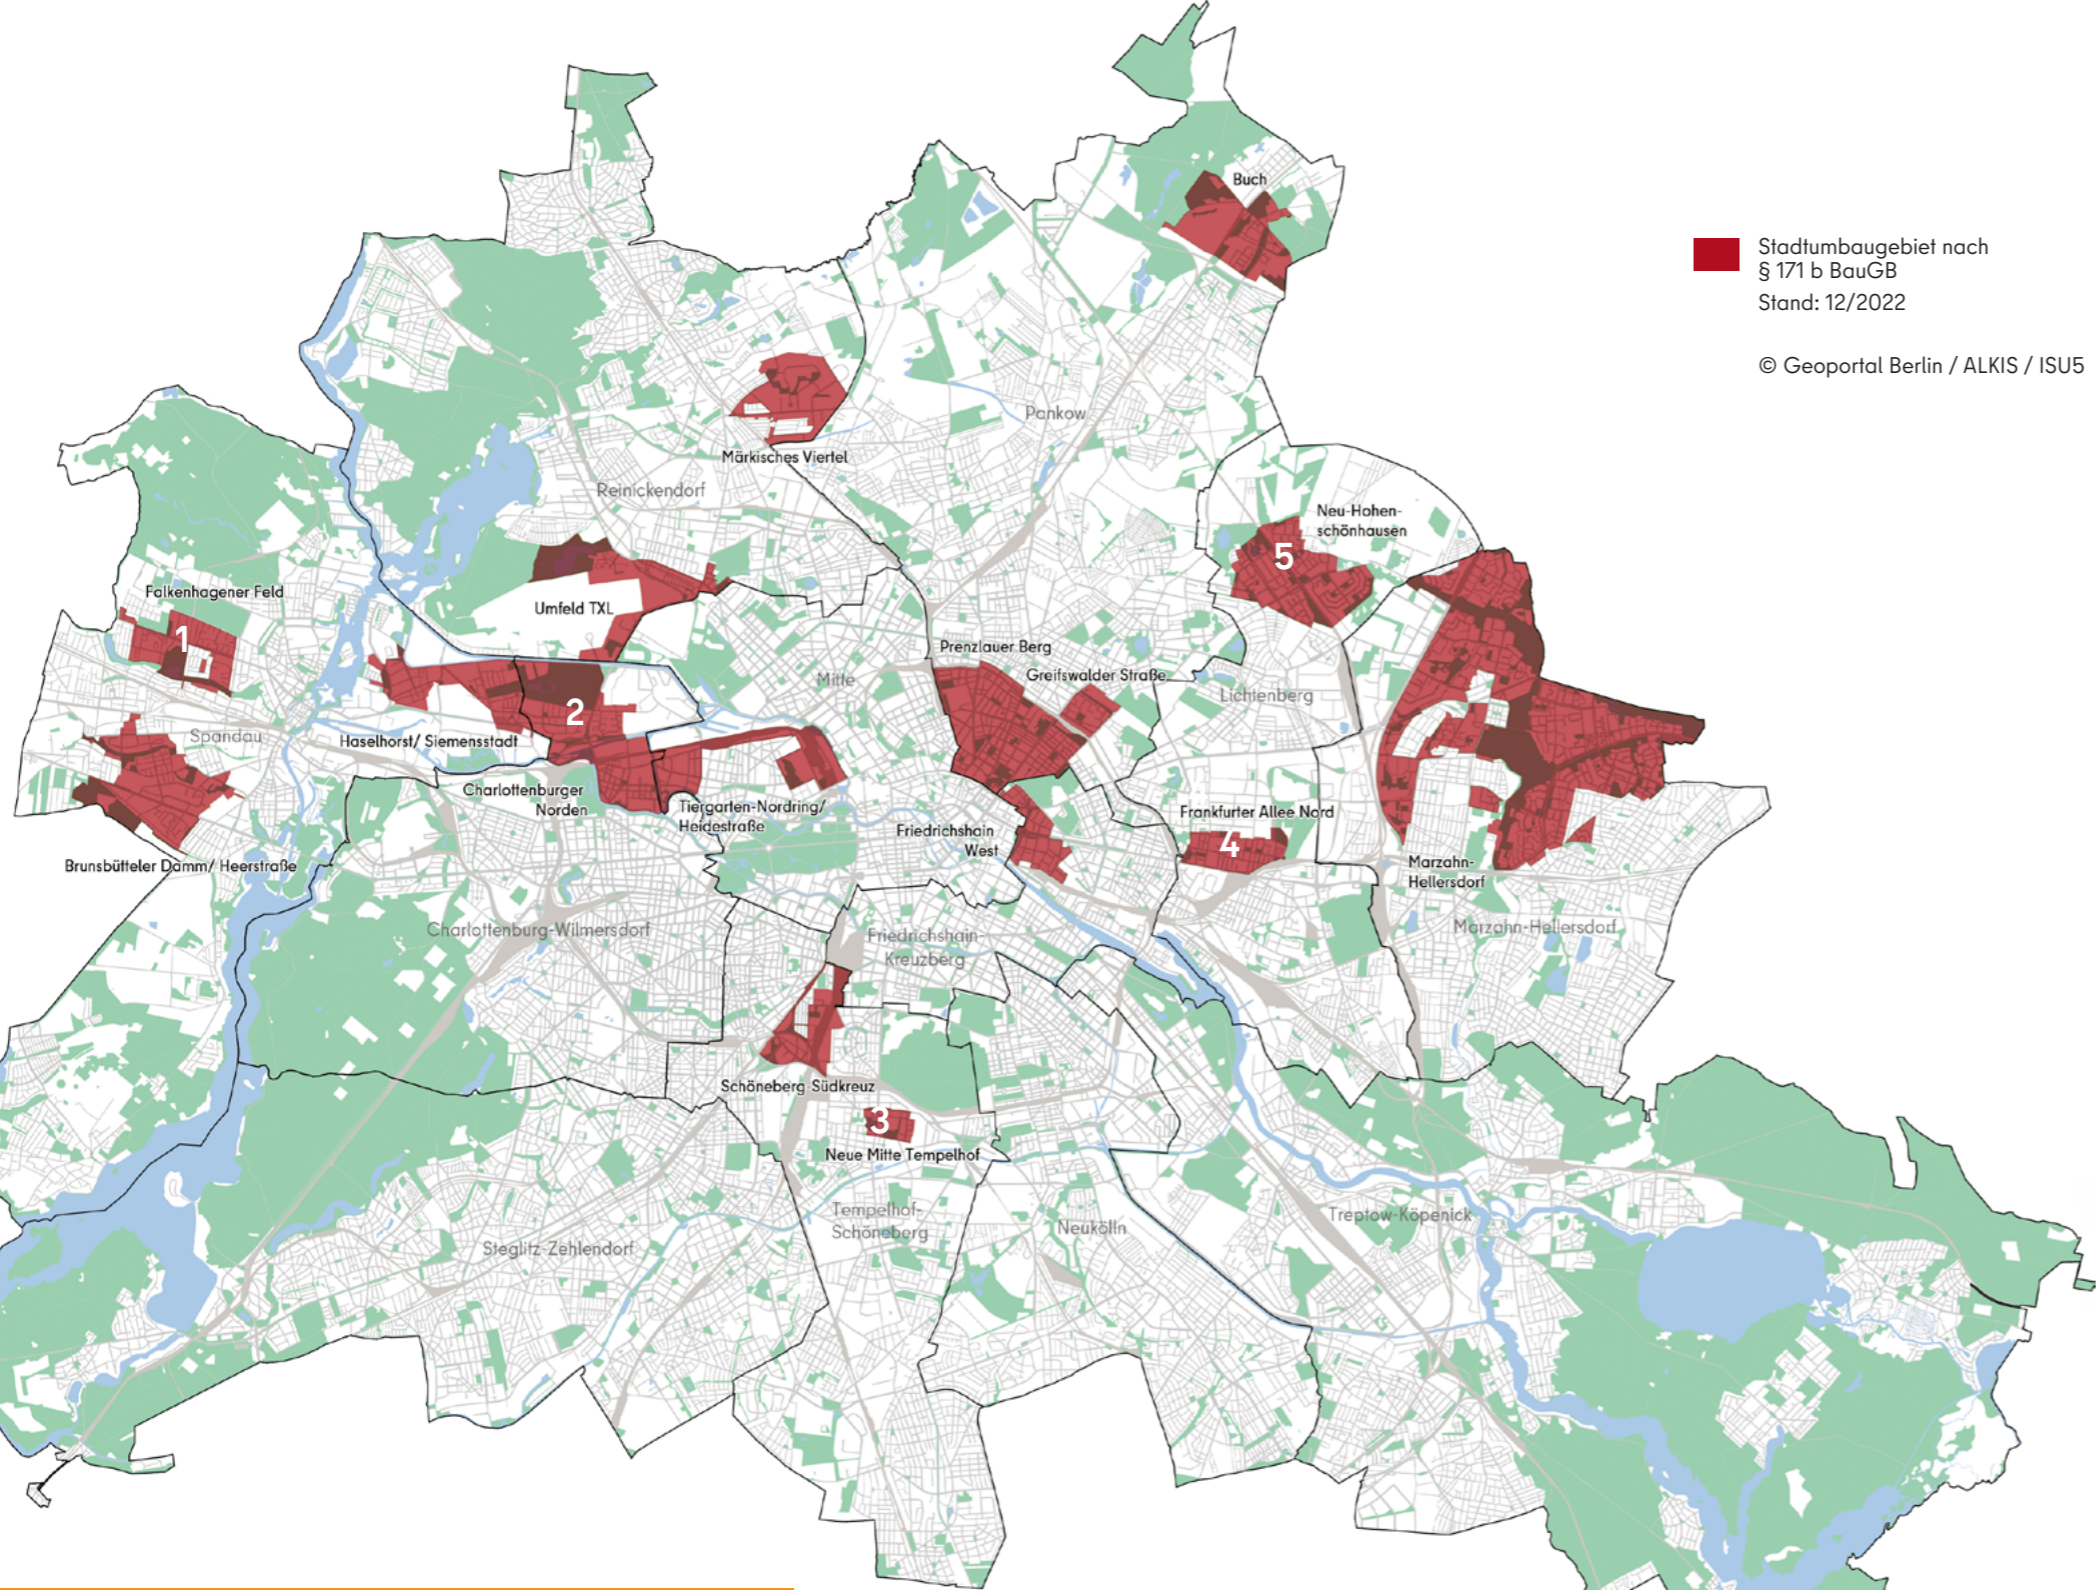 Buch
Stadtumbaugebiet nach
§ 171 b BauGB
Stand: 12/2022
© Geoportal Berlin / ALKIS / ISU5
Pankow
Märkisches Viertel
Reinickendorf
Neu-Hohen-
schönhausen
5
Falkenhagener Feld
Umfeld TXL
1
Prenzlauer Berg
Greifswalder Straße
Mitte
Lichtenberg
2
Spandau
Haselhorst/ Siemensstadt
Charlottenburger
Norden
Tiergarten-Nordring/
Heidestraße
Friedrichshain
West
Frankfurter Allee Nord
4
Brunsbütteler Damm/ Heerstraße
Marzahn-
Hellersdorf
Charlottenburg-Wilmersdorf
Friedrichshain-
Kreuzberg
Marzahn-Hellersdorf
Schöneberg-Südkreuz
3
Neue Mitte Tempelhof
Tempelhof-
Schöneberg
Neukölln
Treptow-Köpenick
Steglitz-Zehlendorf